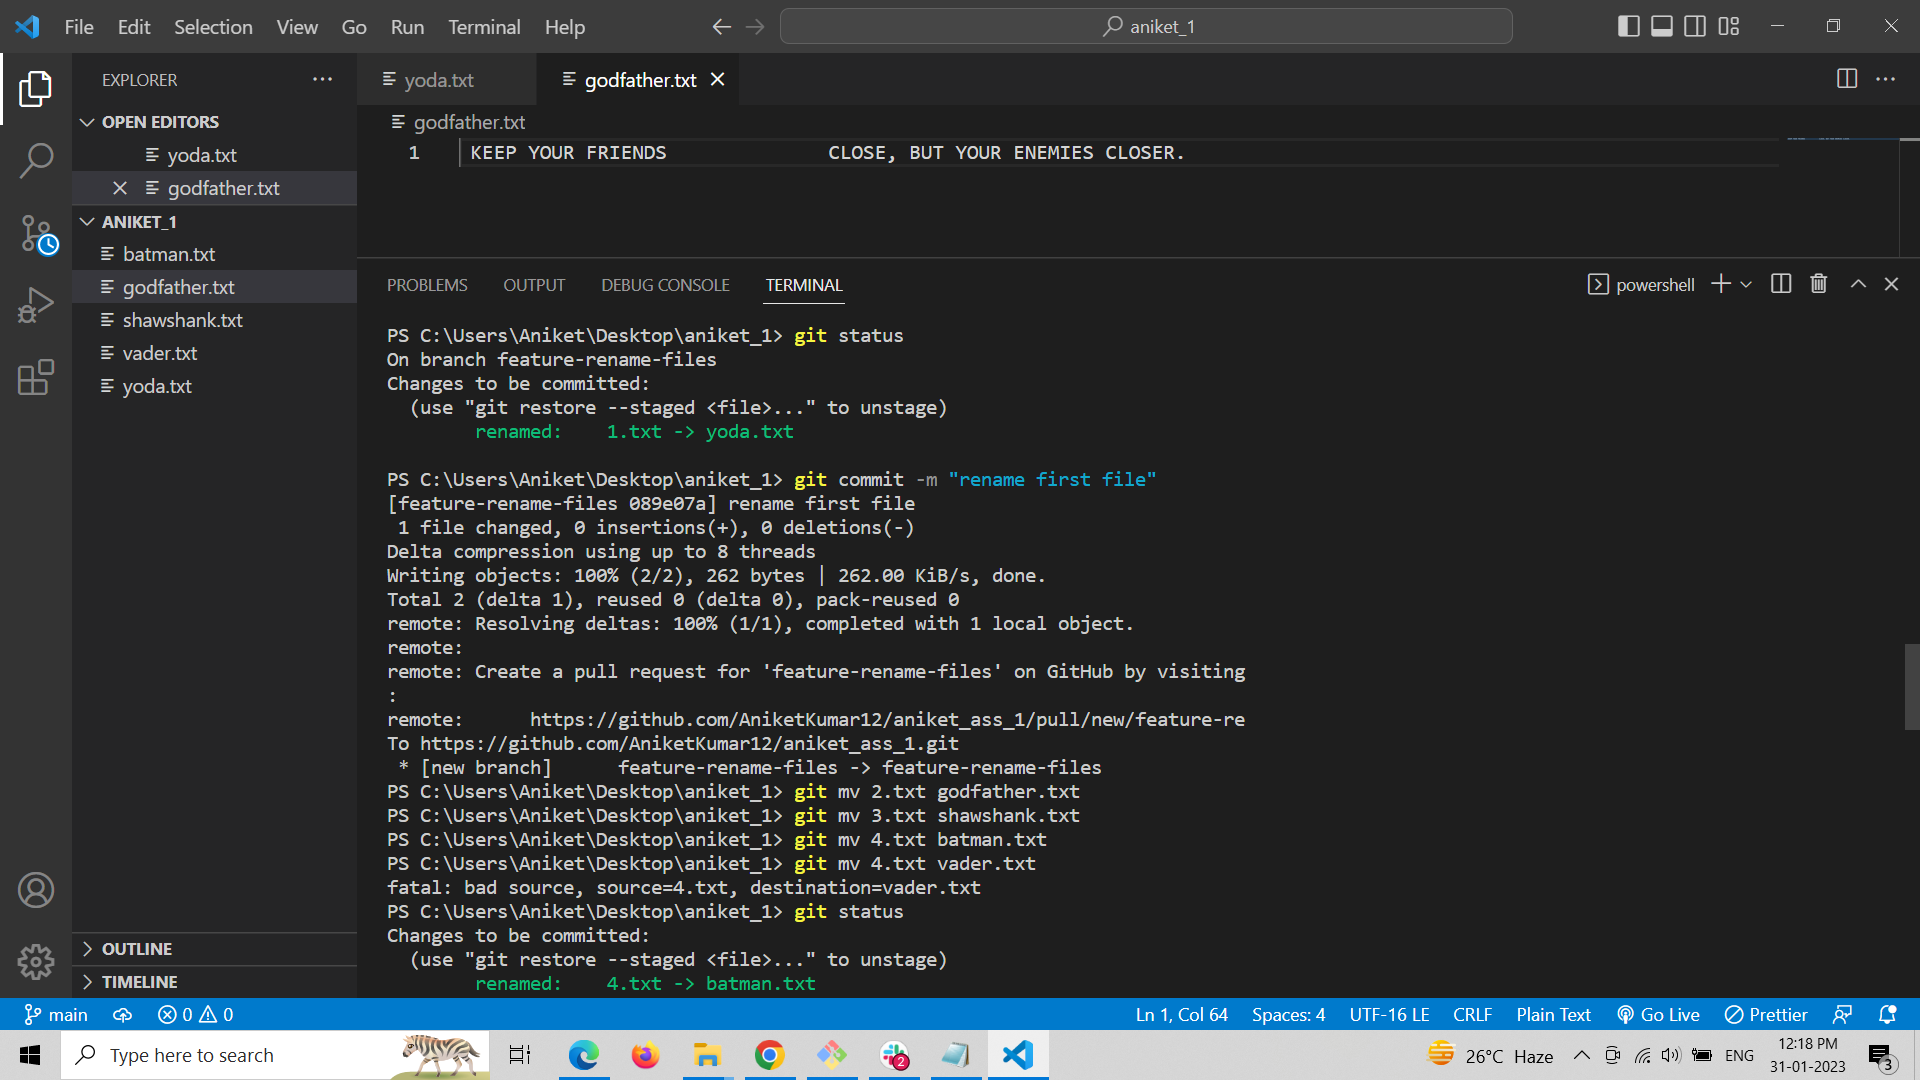 File Edit Selection View Go Run Terminal Help
aniket_1
EXPLORER
OPEN EDITORS
yoda.txt
godfather.txt
ANIKET_1
batman.txt
godfather.txt
shawshank.txt
vader.txt
yoda.txt
OUTLINE
TIMELINE
yoda.txt
godfather.txt
godfather.txt
1 KEEP YOUR FRIENDS CLOSE, BUT YOUR ENEMIES CLOSER.
PROBLEMS OUTPUT DEBUG CONSOLE TERMINAL
powershell
PS C:\Users\Aniket\Desktop\aniket_1> git status
On branch feature-rename-files
Changes to be committed:
(use "git restore --staged <file>..." to unstage)
renamed: 1.txt -> yoda.txt
PS C:\Users\Aniket\Desktop\aniket_1> git commit -m "rename first file"
[feature-rename-files 089e07a] rename first file
1 file changed, 0 insertions(+), 0 deletions(-)
Delta compression using up to 8 threads
Writing objects: 100% (2/2), 262 bytes | 262.00 KiB/s, done.
Total 2 (delta 1), reused 0 (delta 0), pack-reused 0
remote: Resolving deltas: 100% (1/1), completed with 1 local object.
remote:
remote: Create a pull request for 'feature-rename-files' on GitHub by visiting
:
remote: https://github.com/AniketKumar12/aniket_ass_1/pull/new/feature-re
To https://github.com/AniketKumar12/aniket_ass_1.git
* [new branch] feature-rename-files -> feature-rename-files
PS C:\Users\Aniket\Desktop\aniket_1> git mv 2.txt godfather.txt
PS C:\Users\Aniket\Desktop\aniket_1> git mv 3.txt shawshank.txt
PS C:\Users\Aniket\Desktop\aniket_1> git mv 4.txt batman.txt
PS C:\Users\Aniket\Desktop\aniket_1> git mv 4.txt vader.txt
fatal: bad source, source=4.txt, destination=vader.txt
PS C:\Users\Aniket\Desktop\aniket_1> git status
Changes to be committed:
(use "git restore --staged <file>..." to unstage)
renamed: 4.txt -> batman.txt
main 0 0 Ln 1, Col 64 Spaces: 4 UTF-16 LE CRLF Plain Text Go Live Prettier
Type here to search
2
26°C Haze
ENG
12:18 PM
31-01-2023
3